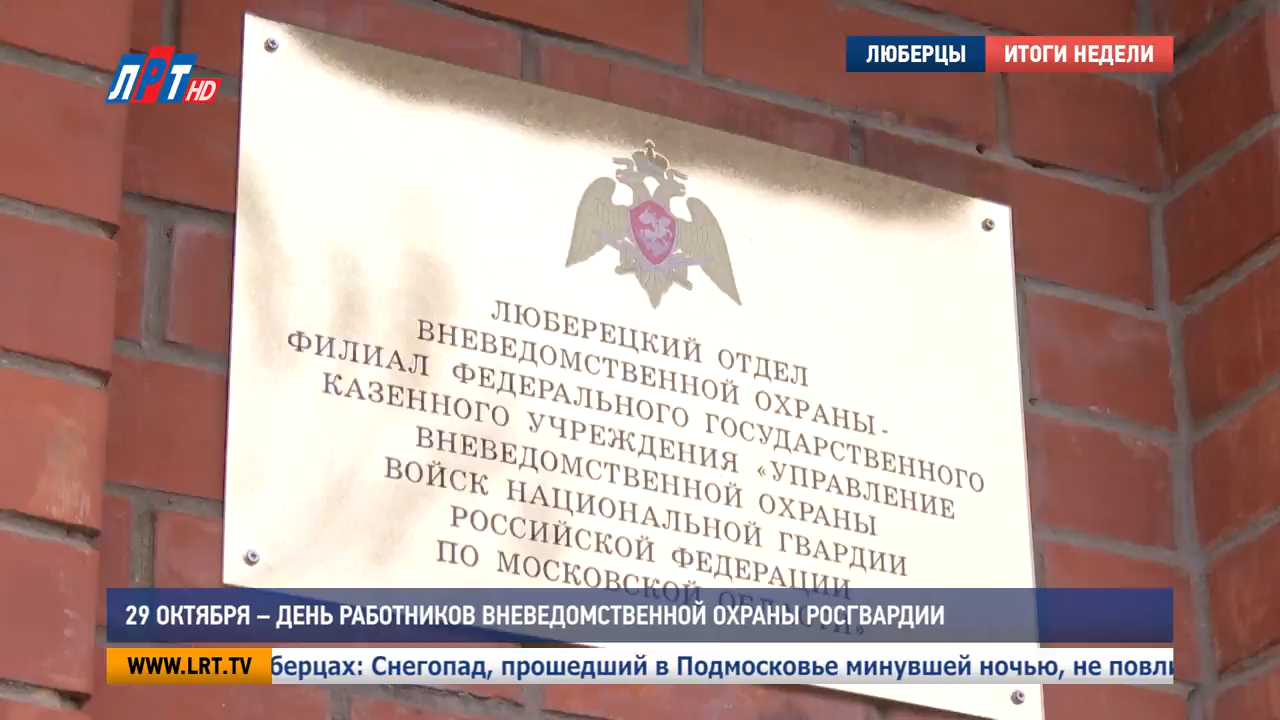 ЛРТ HD
ЛЮБЕРЦЫ ИТОГИ НЕДЕЛИ
ЛЮБЕРЕЦКИЙ ОТДЕЛ
ВНЕВЕДОМСТВЕННОЙ ОХРАНЫ-
ФИЛИАЛ ФЕДЕРАЛЬНОГО ГОСУДАРСТВЕННОГО
КАЗЕННОГО УЧРЕЖДЕНИЯ «УПРАВЛЕНИЕ
ВНЕВЕДОМСТВЕННОЙ ОХРАНЫ
ВОЙСК НАЦИОНАЛЬНОЙ ГВАРДИИ
РОССИЙСКОЙ ФЕДЕРАЦИИ
ПО МОСКОВСКОЙ ОБЛАСТИ»
29 ОКТЯБРЯ – ДЕНЬ РАБОТНИКОВ ВНЕВЕДОМСТВЕННОЙ ОХРАНЫ РОСГВАРДИИ
WWW.LRT.TV берцах: Снегопад, прошедший в Подмосковье минувшей ночью, не повли